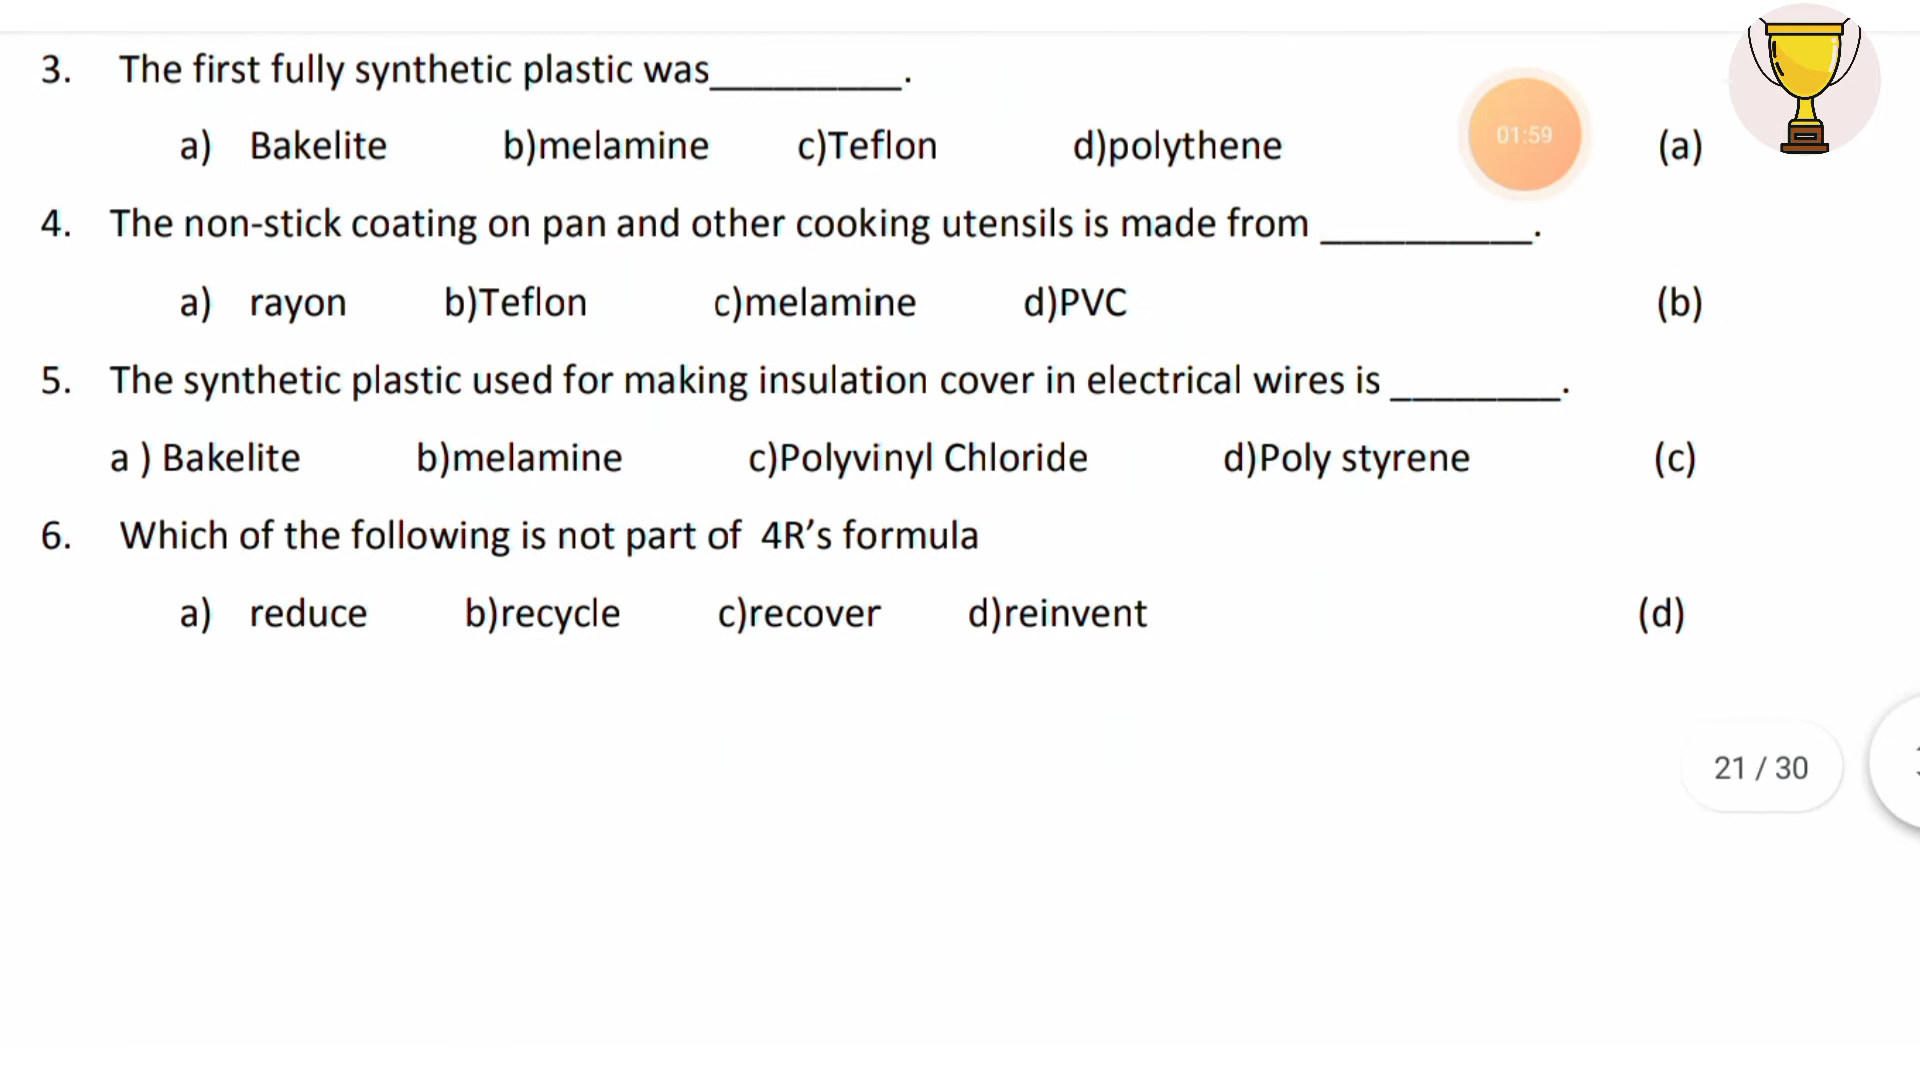 3. The first fully synthetic plastic was_________.
a) Bakelite b)melamine c)Teflon d)polythene 01:59 (a)
4. The non-stick coating on pan and other cooking utensils is made from __________.
a) rayon b)Teflon c)melamine d)PVC (b)
5. The synthetic plastic used for making insulation cover in electrical wires is ________.
a ) Bakelite b)melamine c)Polyvinyl Chloride d)Poly styrene (c)
6. Which of the following is not part of 4R’s formula
a) reduce b)recycle c)recover d)reinvent (d)
21 / 30